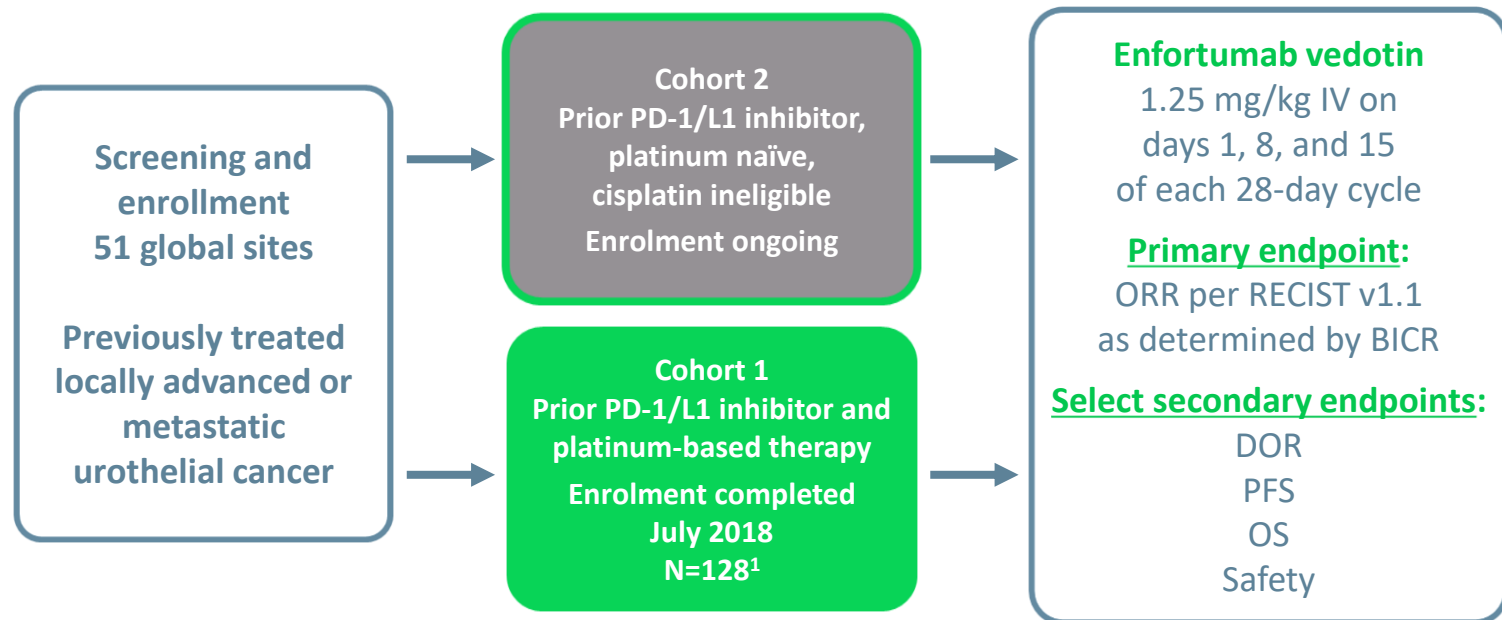 Screening and
enrollment
51 global sites
Previously treated
locally advanced or
metastatic
urothelial cancer
Cohort 2
Prior PD-1/L1 inhibitor,
platinum naïve,
cisplatin ineligible
Enrolment ongoing
Cohort 1
Prior PD-1/L1 inhibitor and
platinum-based therapy
Enrolment completed
July 2018
N=128¹
Enfortumab vedotin
1.25 mg/kg IV on
days 1, 8, and 15
of each 28-day cycle
Primary endpoint:
ORR per RECIST v1.1
as determined by BICR
Select secondary endpoints:
DOR
PFS
OS
Safety